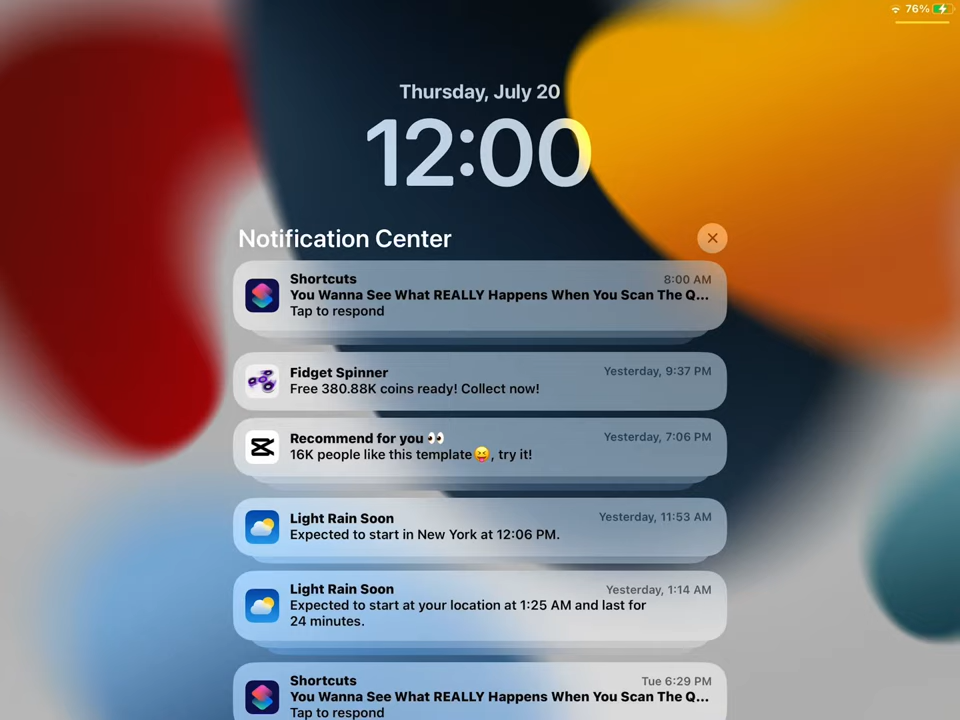 76%
Thursday, July 20
12:00
Notification Center
Shortcuts 8:00 AM
You Wanna See What REALLY Happens When You Scan The Q...
Tap to respond
Fidget Spinner Yesterday, 9:37 PM
Free 380.88K coins ready! Collect now!
Recommend for you 👀 Yesterday, 7:06 PM
16K people like this template😝, try it!
Light Rain Soon Yesterday, 11:53 AM
Expected to start in New York at 12:06 PM.
Light Rain Soon Yesterday, 1:14 AM
Expected to start at your location at 1:25 AM and last for
24 minutes.
Shortcuts Tue 6:29 PM
You Wanna See What REALLY Happens When You Scan The Q...
Tap to respond